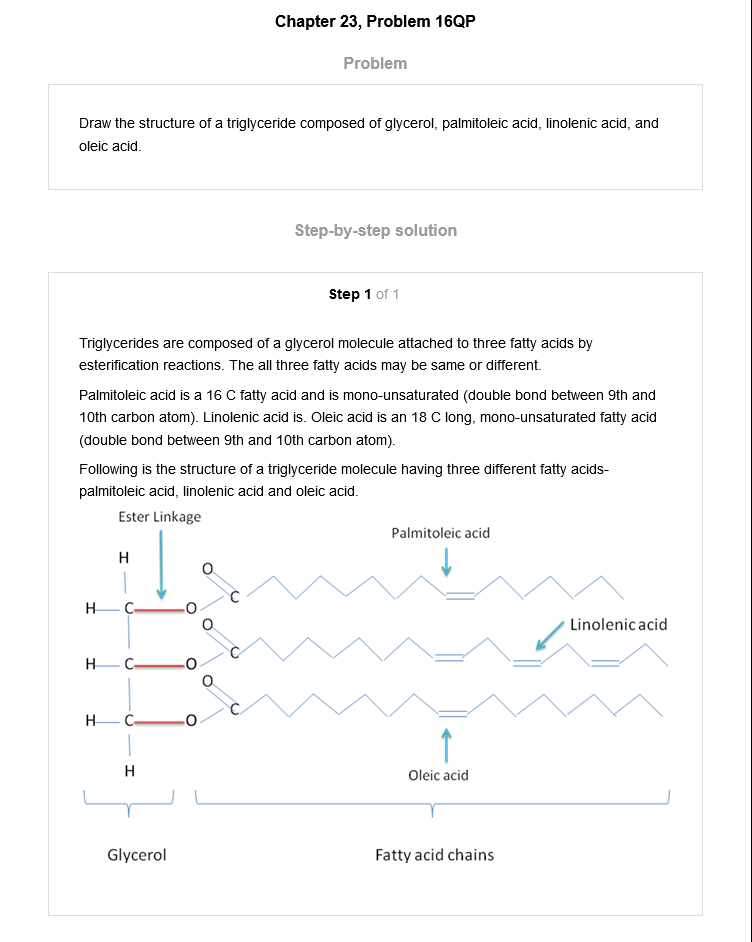 Chapter 23, Problem 16QP
Problem
Draw the structure of a triglyceride composed of glycerol, palmitoleic acid, linolenic acid, and
oleic acid.
Step-by-step solution
Step 1 of 1
Triglycerides are composed of a glycerol molecule attached to three fatty acids by
esterification reactions. The all three fatty acids may be same or different.
Palmitoleic acid is a 16 C fatty acid and is mono-unsaturated (double bond between 9th and
10th carbon atom). Linolenic acid is. Oleic acid is an 18 C long, mono-unsaturated fatty acid
(double bond between 9th and 10th carbon atom).
Following is the structure of a triglyceride molecule having three different fatty acids-
palmitoleic acid, linolenic acid and oleic acid.
Ester Linkage
Palmitoleic acid
H
O
C
H C O
O
Linolenic acid
C
H C O
O
C
H C O
H
Oleic acid
Glycerol
Fatty acid chains